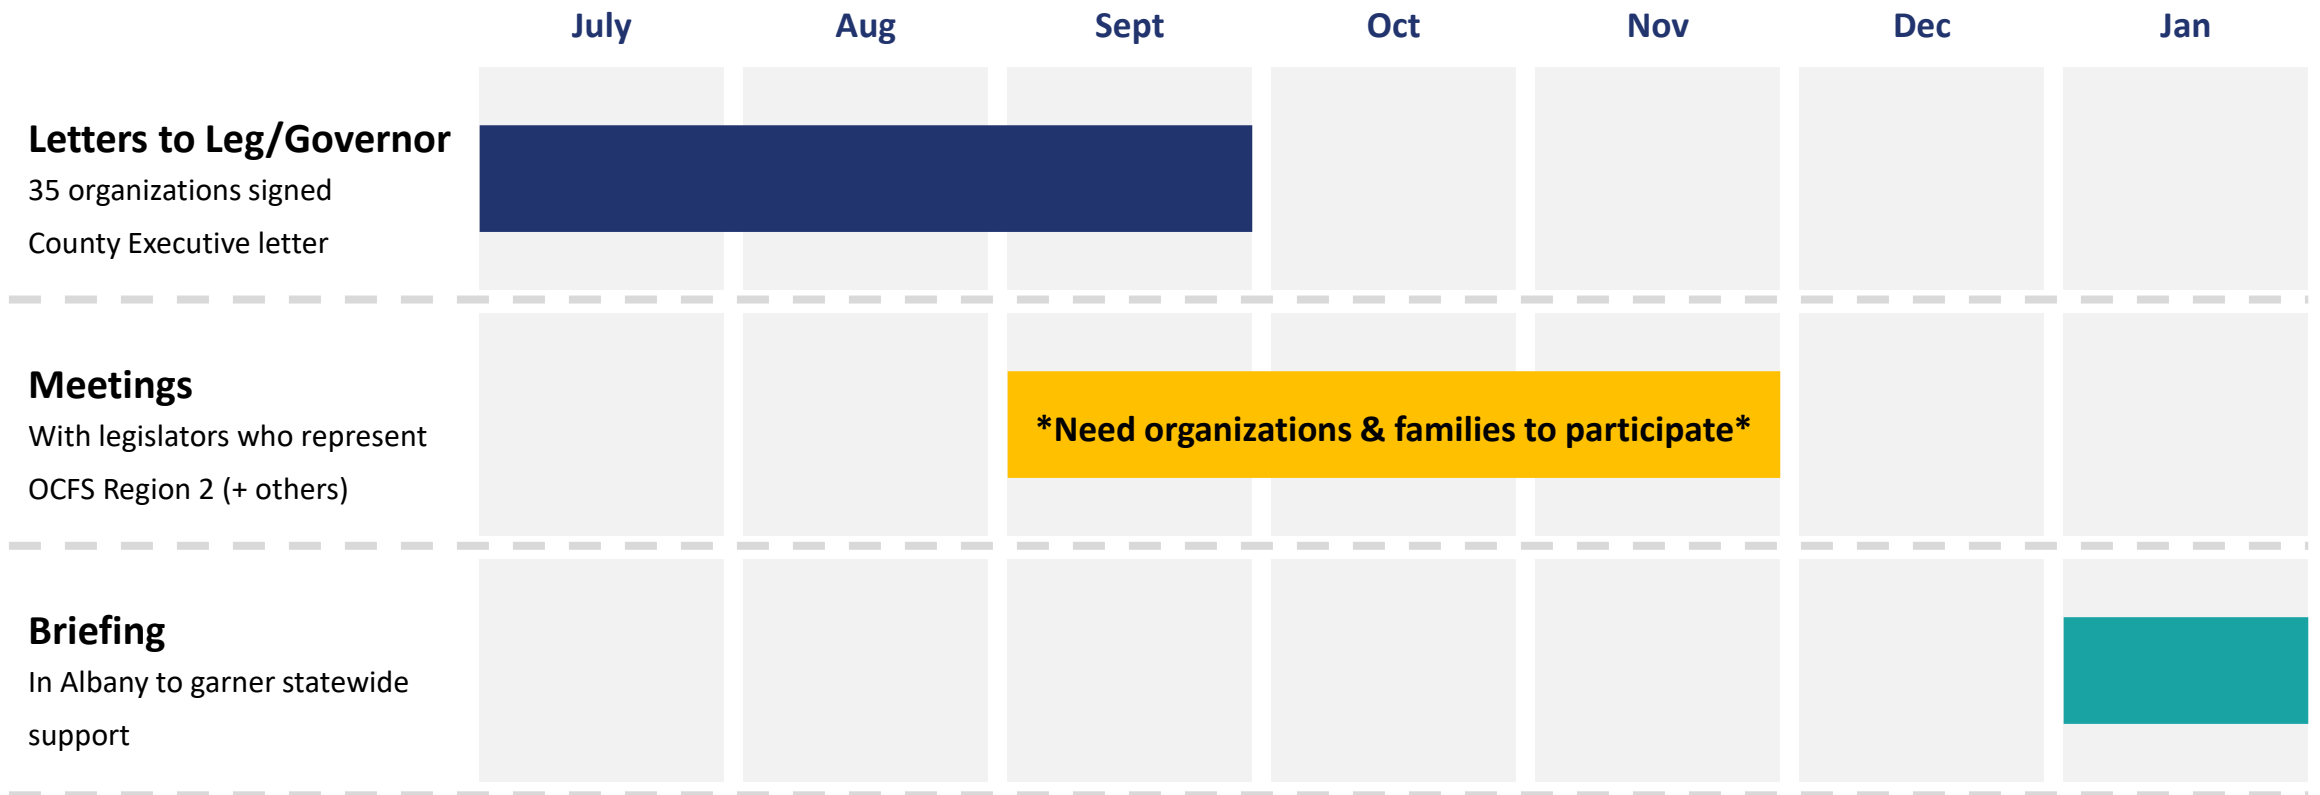 July Aug Sept Oct Nov Dec Jan
Letters to Leg/Governor
35 organizations signed
County Executive letter
Meetings
With legislators who represent
OCFS Region 2 (+ others)
*Need organizations & families to participate*
Briefing
In Albany to garner statewide
support